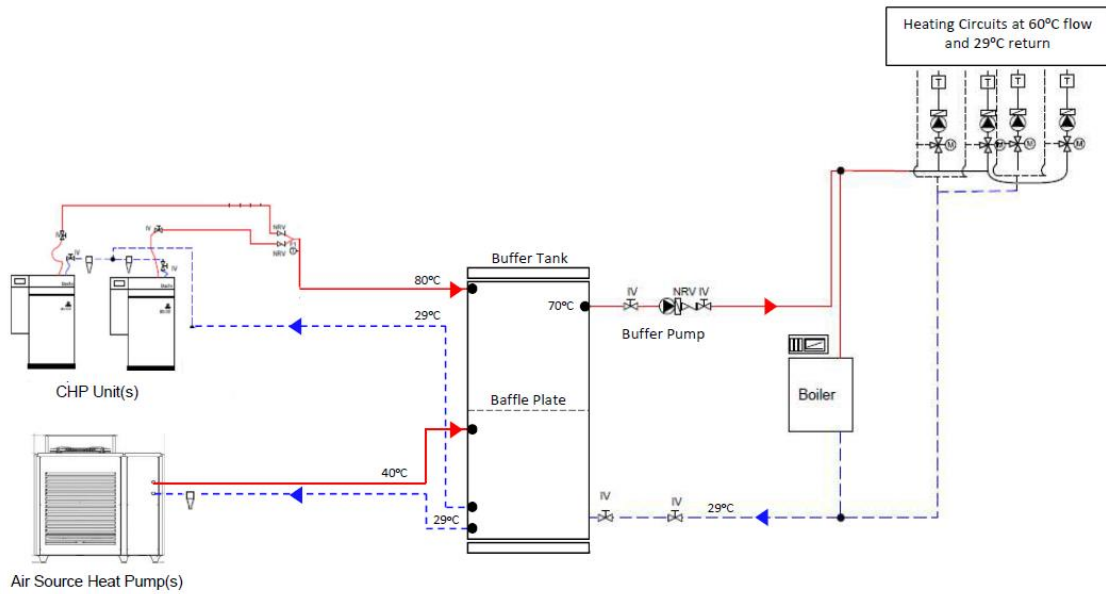 Heating Circuits at 60ºC flow
and 29ºC return
T
T
T
T
M
M
M
M
NRV
IV
IV
IV
IV
NRV
Buffer Tank
80ºC
70ºC
IV
NRV
IV
29ºC
Buffer Pump
CHP Unit(s)
Baffle Plate
Boiler
40ºC
29ºC
IV
IV
29ºC
Air Source Heat Pump(s)